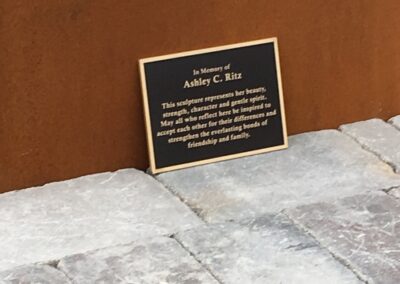 In Memory of
Ashley C. Ritz
This sculpture represents her beauty,
strength, character and gentle spirit.
May all who reflect here be inspired to
accept each other for their differences and
strengthen the everlasting bonds of
friendship and family.